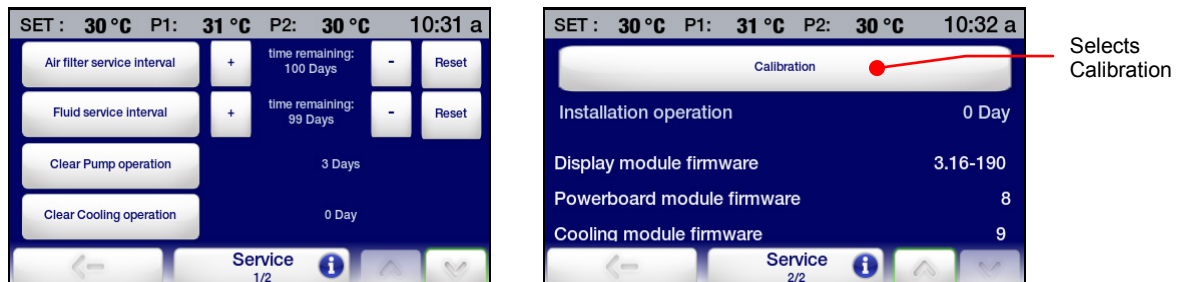 SET : 30 °C P1: 31 °C P2: 30 °C 10:31 a
Air filter service interval + time remaining: 100 Days - Reset
Fluid service interval + time remaining: 99 Days - Reset
Clear Pump operation 3 Days
Clear Cooling operation 0 Day
Service
1/2
SET : 30 °C P1: 31 °C P2: 30 °C 10:32 a
Calibration
Installation operation 0 Day
Display module firmware 3.16-190
Powerboard module firmware 8
Cooling module firmware 9
Service
2/2
Selects
Calibration